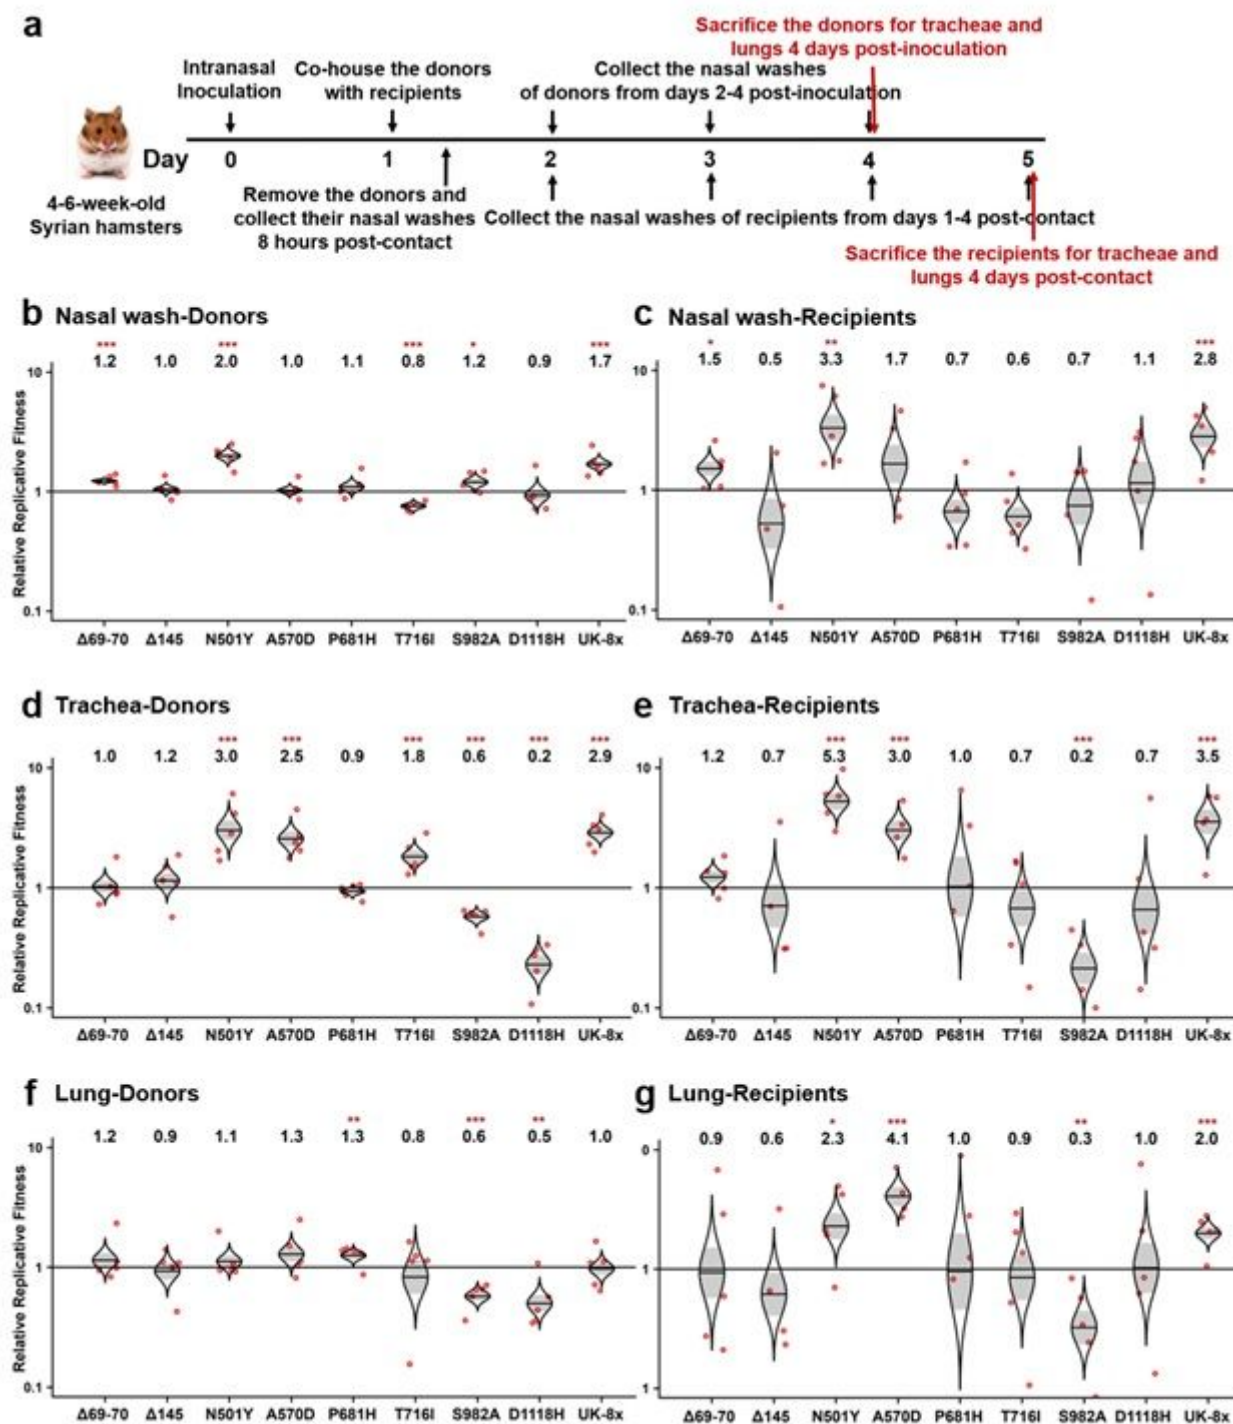 a
Sacrifice the donors for tracheae and
lungs 4 days post-inoculation
Intranasal
Inoculation
Co-house the donors
with recipients
Collect the nasal washes
of donors from days 2-4 post-inoculation
Day 0 1 2 3 4 5
4-6-week-old
Syrian hamsters
Remove the donors and
collect their nasal washes
8 hours post-contact
Collect the nasal washes of recipients from days 1-4 post-contact
Sacrifice the recipients for tracheae and
lungs 4 days post-contact
b Nasal wash-Donors
*** *** *** * ***
1.2 1.0 2.0 1.0 1.1 0.8 1.2 0.9 1.7
Relative Replicative Fitness
10
1
0.1
Δ69-70 Δ145 N501Y A570D P681H T716I S982A D1118H UK-8x
c Nasal wash-Recipients
* ** ***
1.5 0.5 3.3 1.7 0.7 0.6 0.7 1.1 2.8
10
1
0.1
Δ69-70 Δ145 N501Y A570D P681H T716I S982A D1118H UK-8x
d Trachea-Donors
*** *** *** *** *** ***
1.0 1.2 3.0 2.5 0.9 1.8 0.6 0.2 2.9
Relative Replicative Fitness
10
1
0.1
Δ69-70 Δ145 N501Y A570D P681H T716I S982A D1118H UK-8x
e Trachea-Recipients
*** *** *** ***
1.2 0.7 5.3 3.0 1.0 0.7 0.2 0.7 3.5
10
1
0.1
Δ69-70 Δ145 N501Y A570D P681H T716I S982A D1118H UK-8x
f Lung-Donors
** *** **
1.2 0.9 1.1 1.3 1.3 0.8 0.6 0.5 1.0
Relative Replicative Fitness
10
1
0.1
Δ69-70 Δ145 N501Y A570D P681H T716I S982A D1118H UK-8x
g Lung-Recipients
* *** ** ***
0.9 0.6 2.3 4.1 1.0 0.9 0.3 1.0 2.0
0
1
1
Δ69-70 Δ145 N501Y A570D P681H T716I S982A D1118H UK-8x